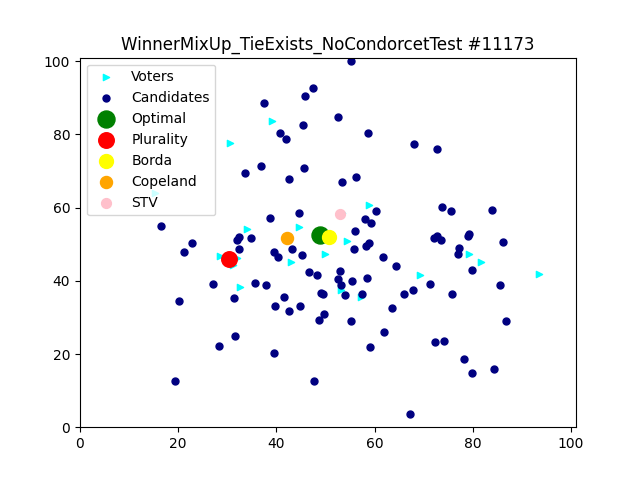 WinnerMixUp_TieExists_NoCondorcetTest #11173
Voters
Candidates
Optimal
Plurality
Borda
Copeland
STV
100
80
60
40
20
0
0 20 40 60 80 100